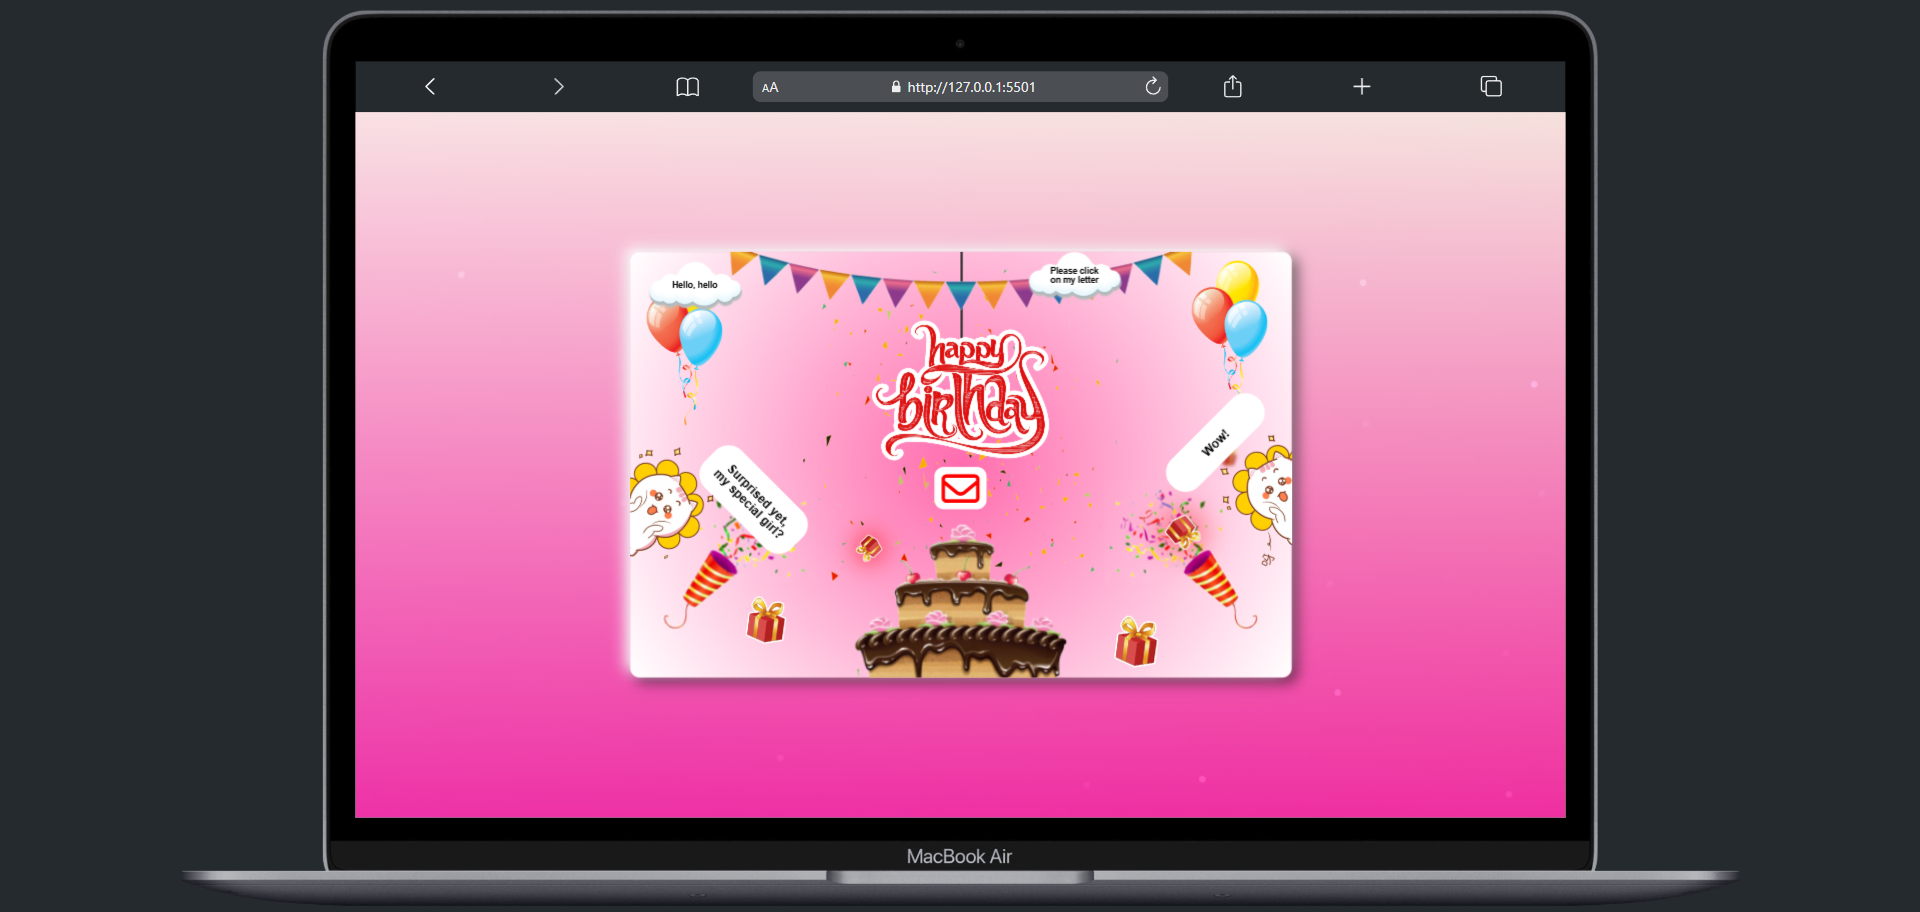 AA
http://127.0.0.1:5501
Hello, hello
Please click
on my letter
happy
birthday
Surprised yet,
my special girl?
Wow!
MacBook Air